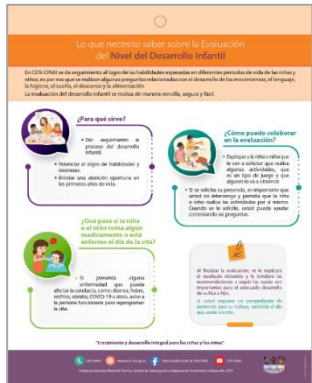 Lo que necesito saber sobre la Evaluación
del Nivel del Desarrollo Infantil
En CEN-CINAI se da seguimiento al logro de las habilidades esperadas en diferentes periodos de vida de las niñas y
niños, es por eso que se realizan algunas preguntas relacionadas con el desarrollo de los movimientos, el lenguaje,
la higiene, el sueño, el descanso y la alimentación.
La evaluación del desarrollo infantil se realiza de manera sencilla, segura y fácil.
¿Para qué sirve?
• Dar seguimiento al
proceso del desarrollo
infantil.
• Potenciar el logro de habilidades y
destrezas.
• Brindar una atención oportuna en
los primeros años de vida.
¿Cómo puedo colaborar
en la evaluación?
• Explique a la niña o niño que
le van a solicitar que realice
algunas actividades, que
es un tipo de juego y que
alguien le va a observar.
• Si se solicita su presencia, es importante que
usted no intervenga y permita que la niña
o niño realice las actividades por sí mismo.
Cuando se le solicite, usted puede ayudar
contestando las preguntas.
¿Qué pasa si la niña
o el niño toma algún
medicamento o está
enfermo el día de la cita?
• Si presenta alguna
enfermedad que pueda
afectar la conducta, como diarrea, fiebre,
resfrío, vómito, COVID-19 u otros, avise a
la persona funcionaria para reprogramar
la cita.
Al finalizar la evaluación, se le explicará
el resultado obtenido y le brindará las
recomendaciones a seguir las cuales son
importantes para el adecuado desarrollo
de su hija o hijo.
Si usted requiere un comprobante de
asistencia para su trabajo, solicítelo el día
que asiste a la cita.
"Crecimiento y desarrollo integral para las niñas y los niños"